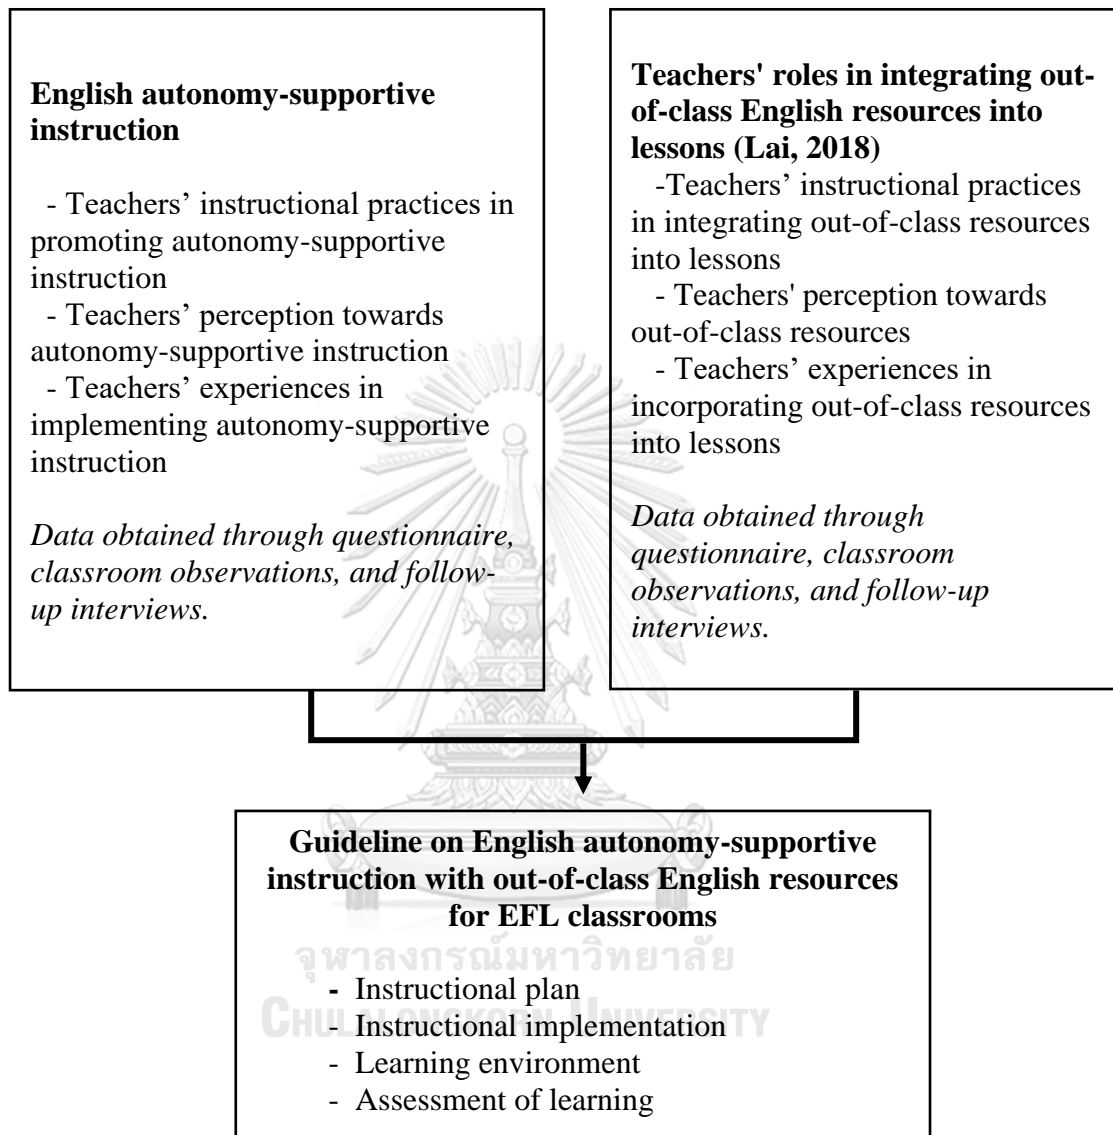 English autonomy-supportive
instruction
- Teachers’ instructional practices in
promoting autonomy-supportive
instruction
- Teachers’ perception towards
autonomy-supportive instruction
- Teachers’ experiences in
implementing autonomy-supportive
instruction
Data obtained through questionnaire,
classroom observations, and follow-
up interviews.
Teachers' roles in integrating out-
of-class English resources into
lessons (Lai, 2018)
-Teachers’ instructional practices
in integrating out-of-class resources
into lessons
- Teachers' perception towards
out-of-class resources
- Teachers’ experiences in
incorporating out-of-class resources
into lessons
Data obtained through
questionnaire, classroom
observations, and follow-up
interviews.
Guideline on English autonomy-supportive
instruction with out-of-class English resources
for EFL classrooms
จุฬาลงกรณ์มหาวิทยาลัย
- Instructional plan
CHULALONGKORN UNIVERSITY
- Instructional implementation
- Learning environment
- Assessment of learning